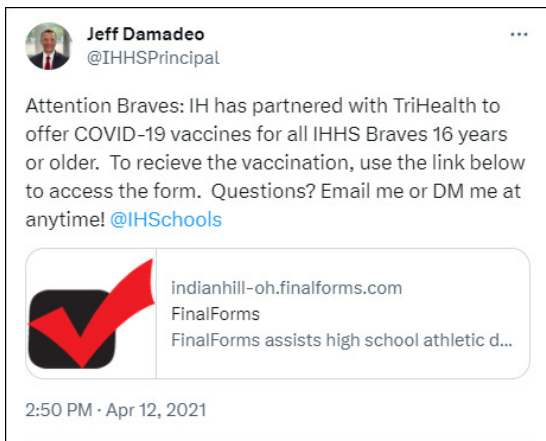 Jeff Damadeo
...
@IHHSPrincipal
Attention Braves: IH has partnered with TriHealth to
offer COVID-19 vaccines for all IHHS Braves 16 years
or older.  To recieve the vaccination, use the link below
to access the form.  Questions? Email me or DM me at
anytime! @IHSchools
indianhill-oh.finalforms.com
FinalForms
FinalForms assists high school athletic d...
2:50 PM · Apr 12, 2021